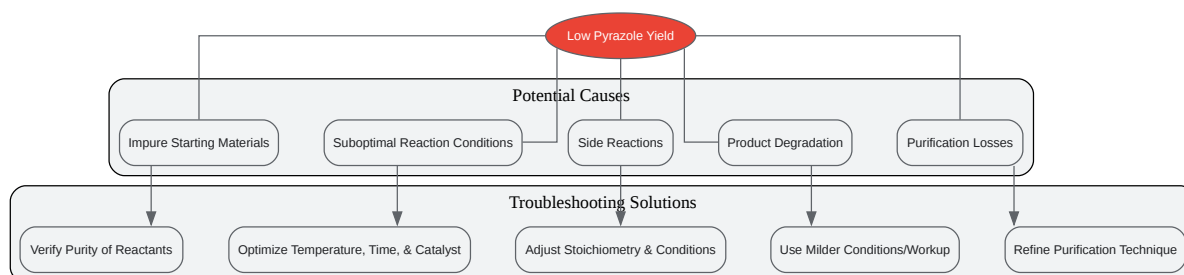 Low Pyrazole Yield
Potential Causes
Impure Starting Materials
Suboptimal Reaction Conditions
Side Reactions
Product Degradation
Purification Losses
Troubleshooting Solutions
Verify Purity of Reactants
Optimize Temperature, Time, & Catalyst
Adjust Stoichiometry & Conditions
Use Milder Conditions/Workup
Refine Purification Technique